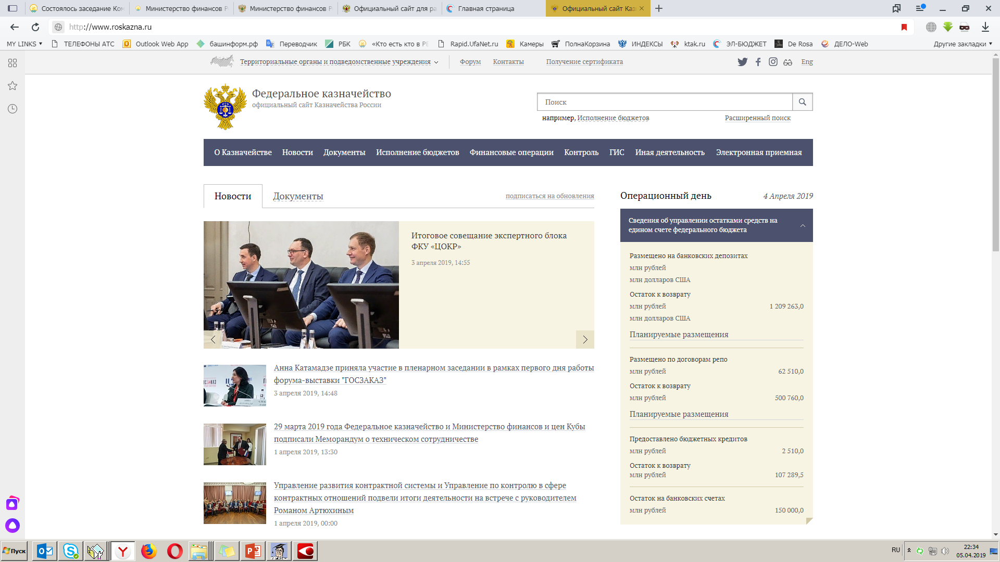 Состоялось заседание Ком
Министерство финансов Р
Министерство финансов Р
Официальный сайт для ра
Главная страница
Официальный сайт Каз
http://www.roskazna.ru
MY LINKS
ТЕЛЕФОНЫ АТС
Outlook Web App
башинформ.рф
Переводчик
РБК
«Кто есть кто в РБ
Rapid.UfaNet.ru
Камеры
ПолнаКорзина
ИНДЕКСЫ
ktak.ru
ЭЛ-БЮДЖЕТ
De Rosa
ДЕЛО-Web
Другие закладки
Территориальные органы и подведомственные учреждения
Форум
Контакты
Получение сертификата
Eng
Федеральное казначейство
официальный сайт Казначейства России
Поиск
например, Исполнение бюджетов
Расширенный поиск
О Казначействе
Новости
Документы
Исполнение бюджетов
Финансовые операции
Контроль
ГИС
Иная деятельность
Электронная приемная
Новости
Документы
подписаться на обновления
Итоговое совещание экспертного блока
ФКУ «ЦОКР»
3 апреля 2019, 14:55
Анна Катамадзе приняла участие в пленарном заседании в рамках первого дня работы
форума-выставки "ГОСЗАКАЗ"
3 апреля 2019, 14:48
29 марта 2019 года Федеральное казначейство и Министерство финансов и цен Кубы
подписали Меморандум о техническом сотрудничестве
1 апреля 2019, 13:30
Управление развития контрактной системы и Управление по контролю в сфере
контрактных отношений подвели итоги деятельности на встрече с руководителем
Романом Артюхиным
1 апреля 2019, 00:00
Операционный день
4 Апреля 2019
Сведения об управлении остатками средств на
едином счете федерального бюджета
Размещено на банковских депозитах
млн рублей
млн долларов США
Остаток к возврату
млн рублей 1 209 263,0
млн долларов США
Планируемые размещения
Размещено по договорам репо
млн рублей 62 510,0
Остаток к возврату
млн рублей 500 760,0
Планируемые размещения
Предоставлено бюджетных кредитов
млн рублей 2 510,0
Остаток к возврату
млн рублей 107 289,5
Остаток на банковских счетах
млн рублей 150 000,0
Пуск
RU
22:34
05.04.2019